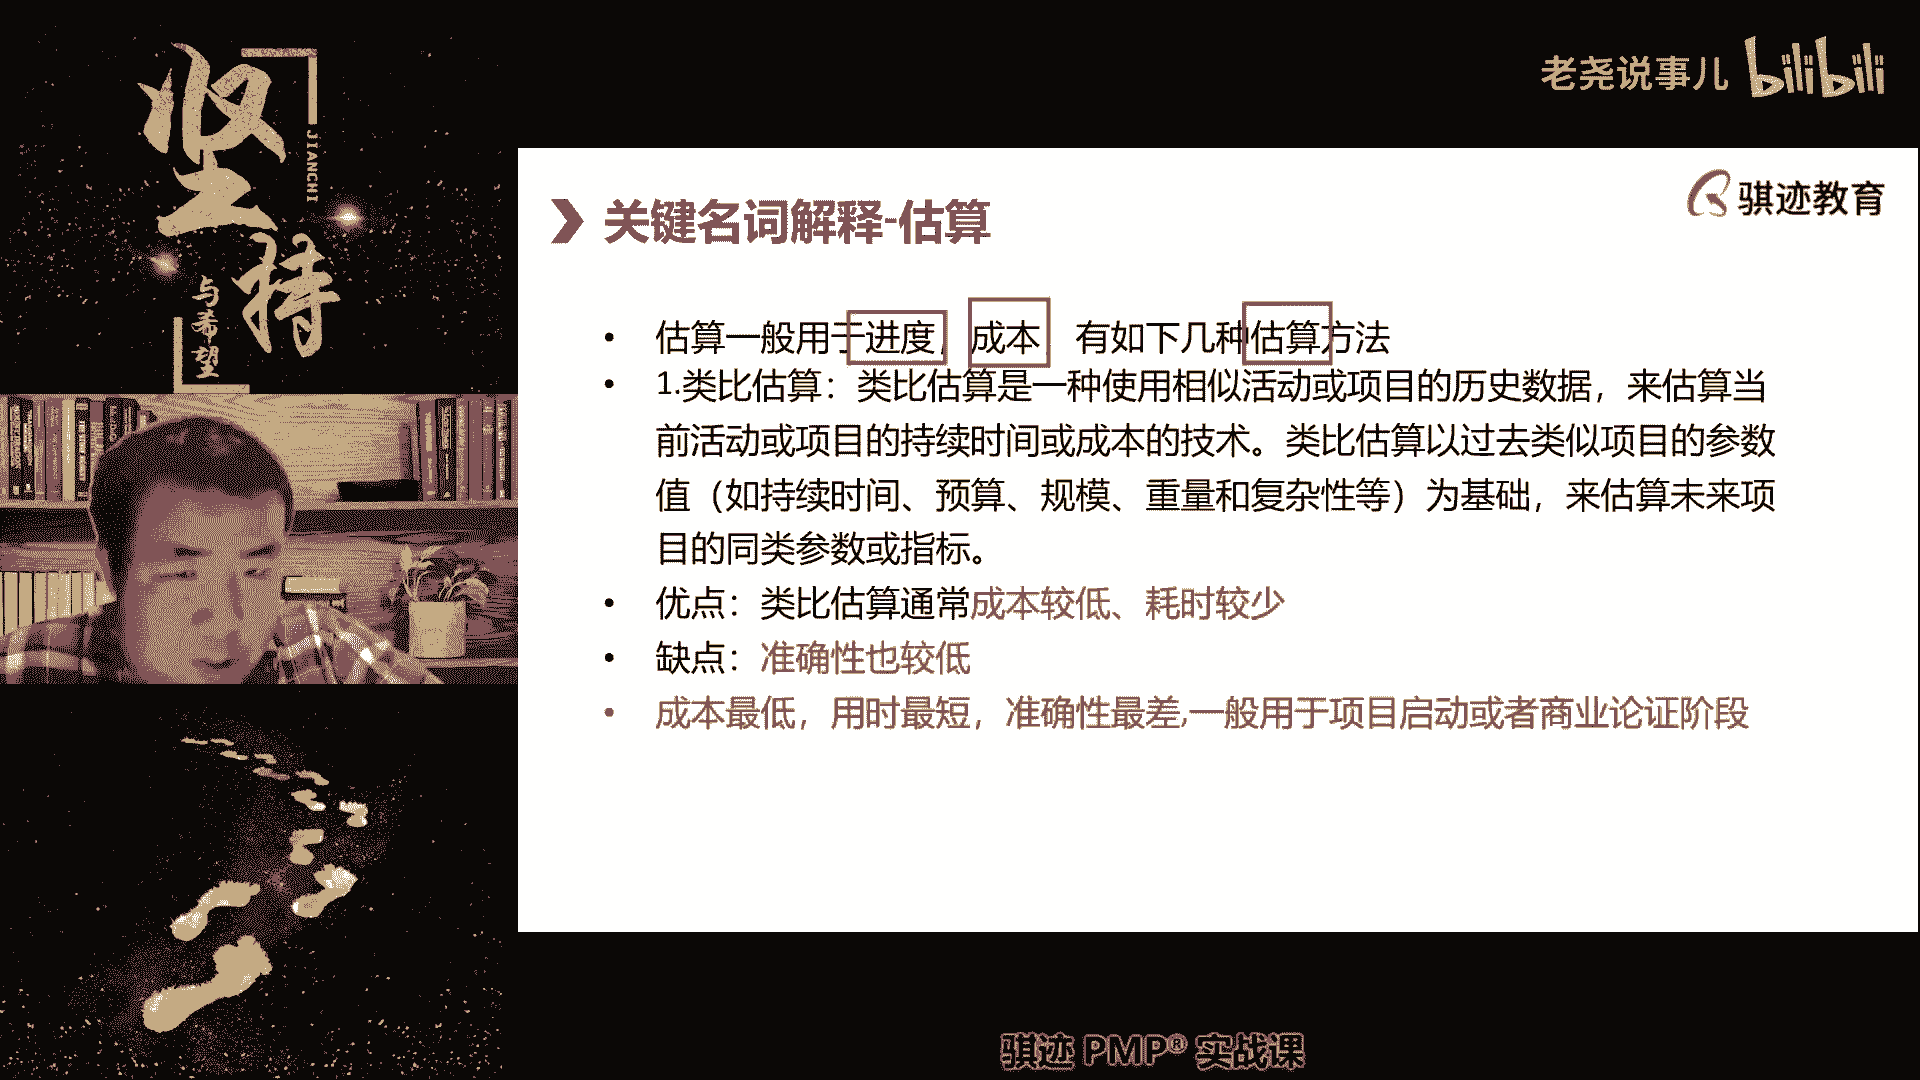 坚持
JIANCHI
与希望
老尧说事儿 bilibili
骐迹教育
关键名词解释-估算
• 估算一般用于进度, 成本 有如下几种估算方法
• 1.类比估算：类比估算是一种使用相似活动或项目的历史数据，来估算当
前活动或项目的持续时间或成本的技术。类比估算以过去类似项目的参数
值（如持续时间、预算、规模、重量和复杂性等）为基础，来估算未来项
目的同类参数或指标。
• 优点：类比估算通常成本较低、耗时较少
• 缺点：准确性也较低
• 成本最低，用时最短，准确性最差,一般用于项目启动或者商业论证阶段
骐迹 PMP® 实战课